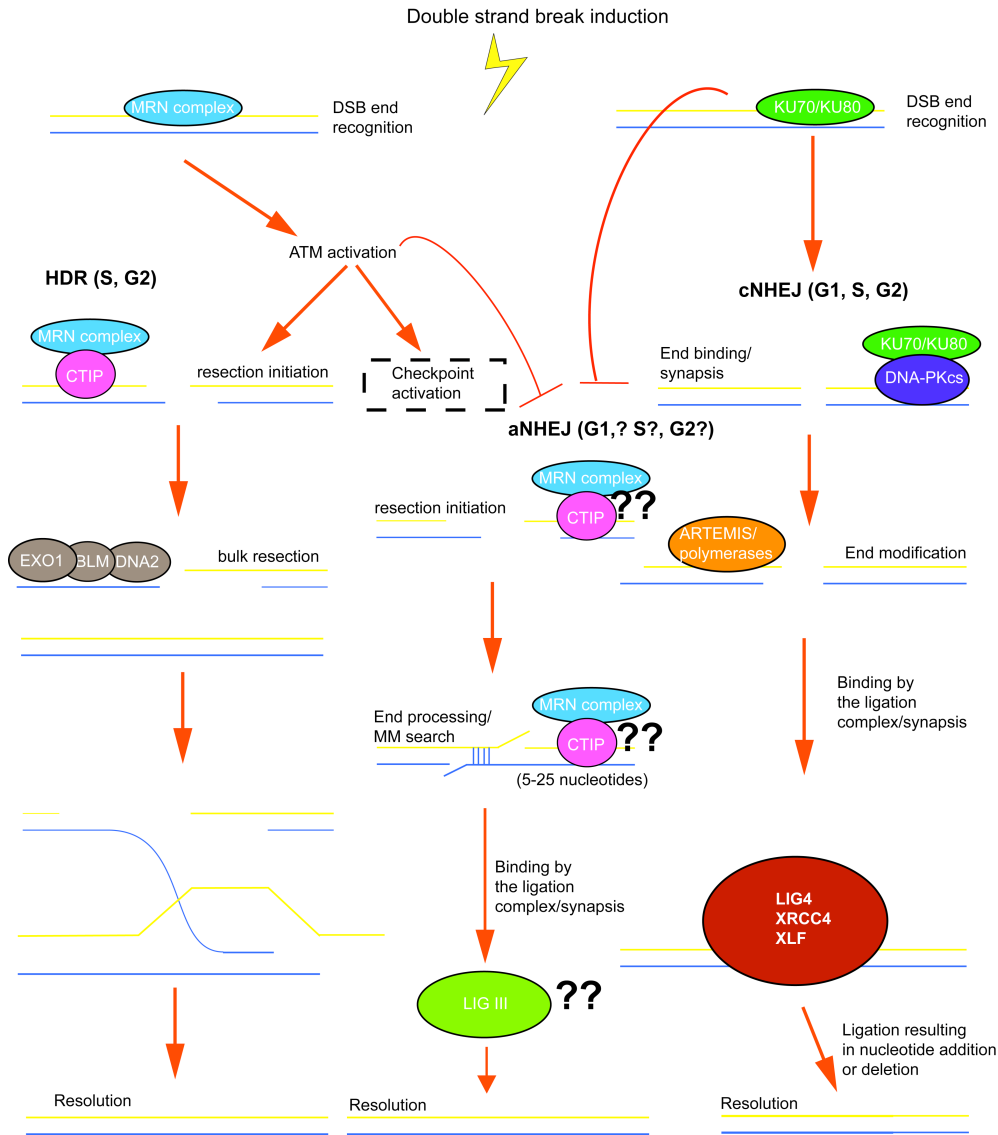 Double strand break induction
MRN complex
DSB end
recognition
KU70/KU80
DSB end
recognition
ATM activation
HDR (S, G2)
cNHEJ (G1, S, G2)
MRN complex
CTIP
resection initiation
Checkpoint
activation
End binding/
synapsis
KU70/KU80
DNA-PKcs
aNHEJ (G1,? S?, G2?)
resection initiation
MRN complex
CTIP
??
EXO1
BLM
DNA2
bulk resection
ARTEMIS/
polymerases
End modification
End processing/
MM search
MRN complex
CTIP
??
(5-25 nucleotides)
Binding by
the ligation
complex/synapsis
Binding by
the ligation
complex/synapsis
LIG4
XRCC4
XLF
LIG III
??
Ligation resulting
in nucleotide addition
or deletion
Resolution
Resolution
Resolution